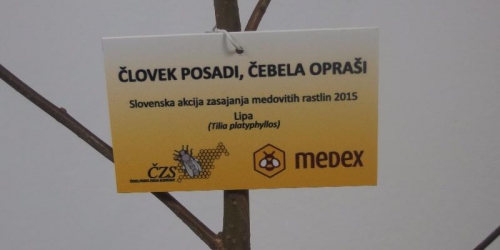 ČLOVEK POSADI, ČEBELA OPRAŠI
Slovenska akcija zasajanja medovitih rastlin 2015
Lipa
(Tilia platyphyllos)
ČZS
MEDEX